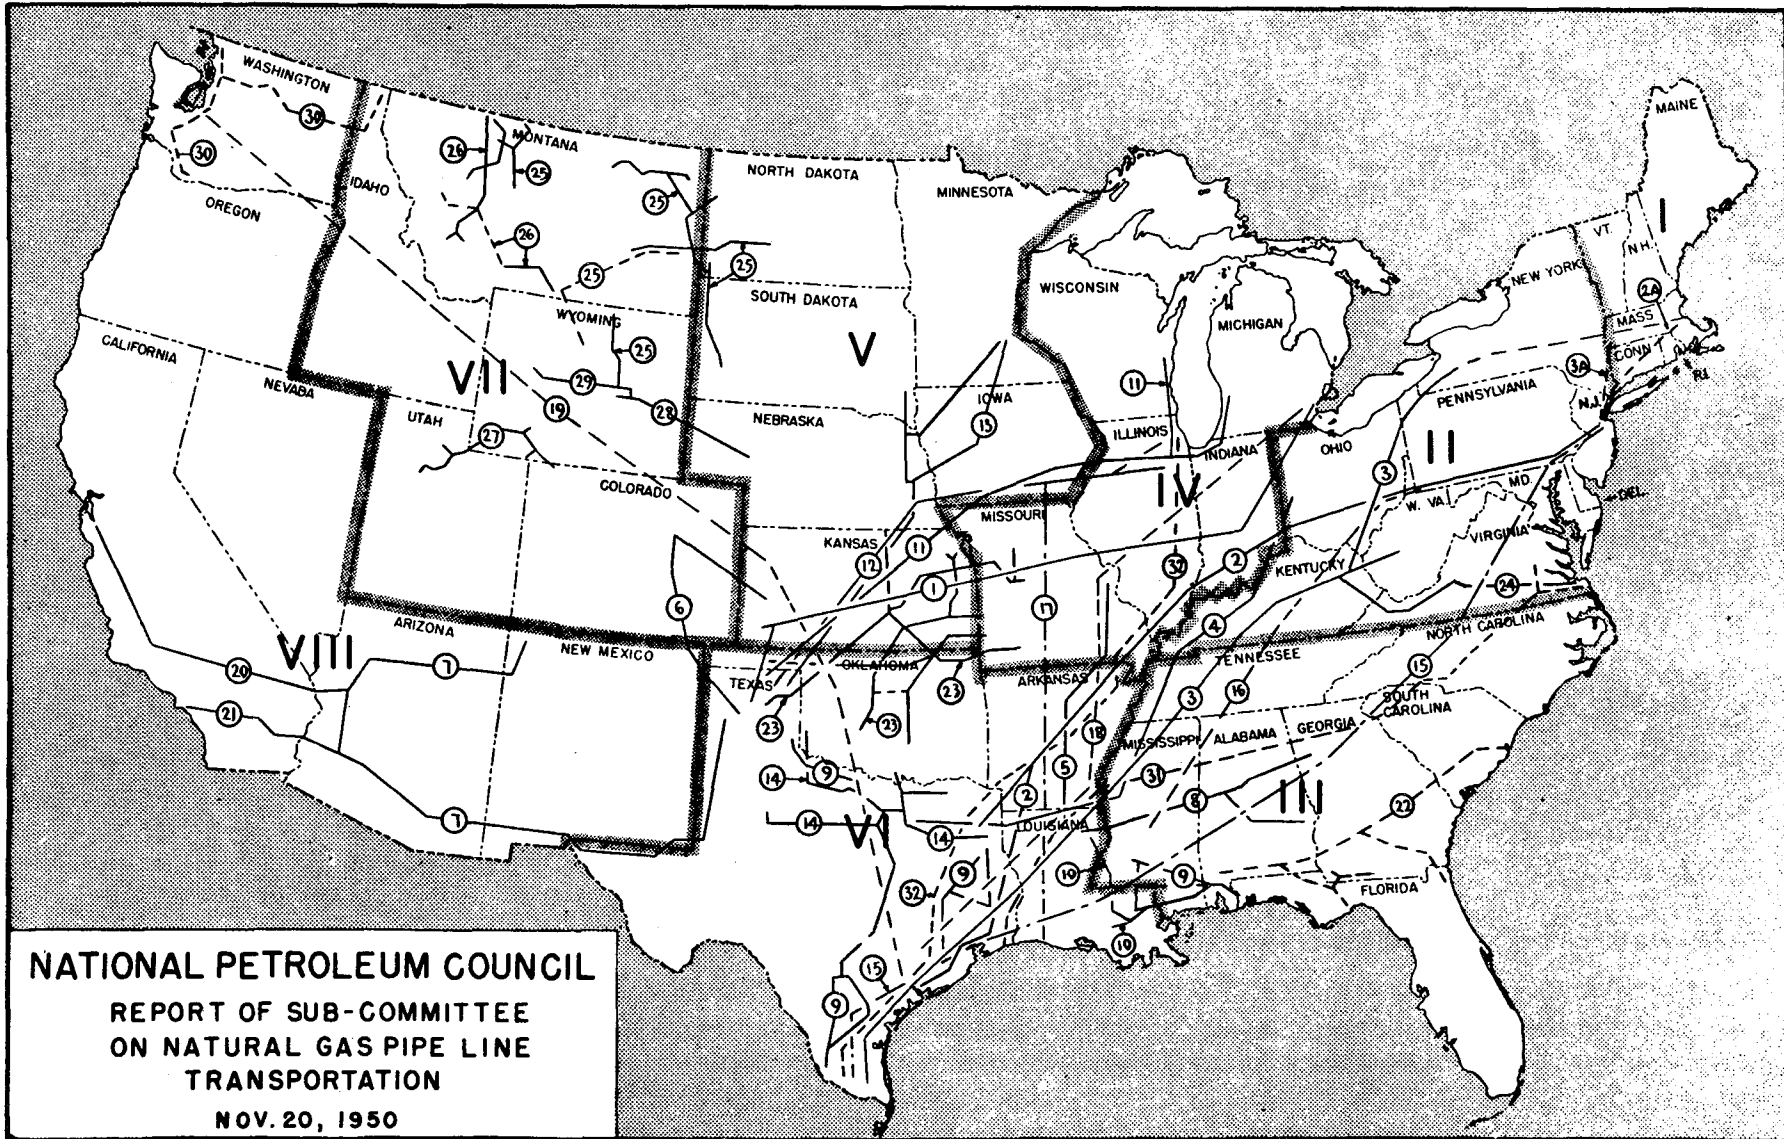 WASHINGTON
MAINE
30
30
26
MONTANA
25
IDAHO
25
NORTH DAKOTA
MINNESOTA
I
VT.
N.H.
OREGON
26
25
25
NEW YORK
2A
WISCONSIN
SOUTH DAKOTA
MASS
WYOMING
MICHIGAN
CALIFORNIA
25
V
CONN
3A
R.I.
NEVABA
VII
29
11
PENNSYLVANIA
N.J.
IOWA
19
28
UTAH
NEBRASKA
13
ILLINOIS
27
INDIANA
OHIO
II
3
COLORADO
IV
MD.
DEL.
W. VA.
MISSOURI
VIRGINIA
KANSAS
11
12
32
2
KENTUCKY
1
24
6
17
4
ARIZONA
NORTH CAROLINA
VIII
NEW MEXICO
TENNESSEE
20
7
TEXAS
OKLAHOMA
ARKANSAS
15
23
3
16
SOUTH
CAROLINA
21
23
23
18
MISSISSIPPI
ALABAMA
GEORGIA
14
9
5
31
2
8
III
22
7
14
VI
14
LOUISIANA
32
9
10
9
FLORIDA
10
15
9
NATIONAL PETROLEUM COUNCIL
REPORT OF SUB-COMMITTEE
ON NATURAL GAS PIPE LINE
TRANSPORTATION
NOV. 20, 1950